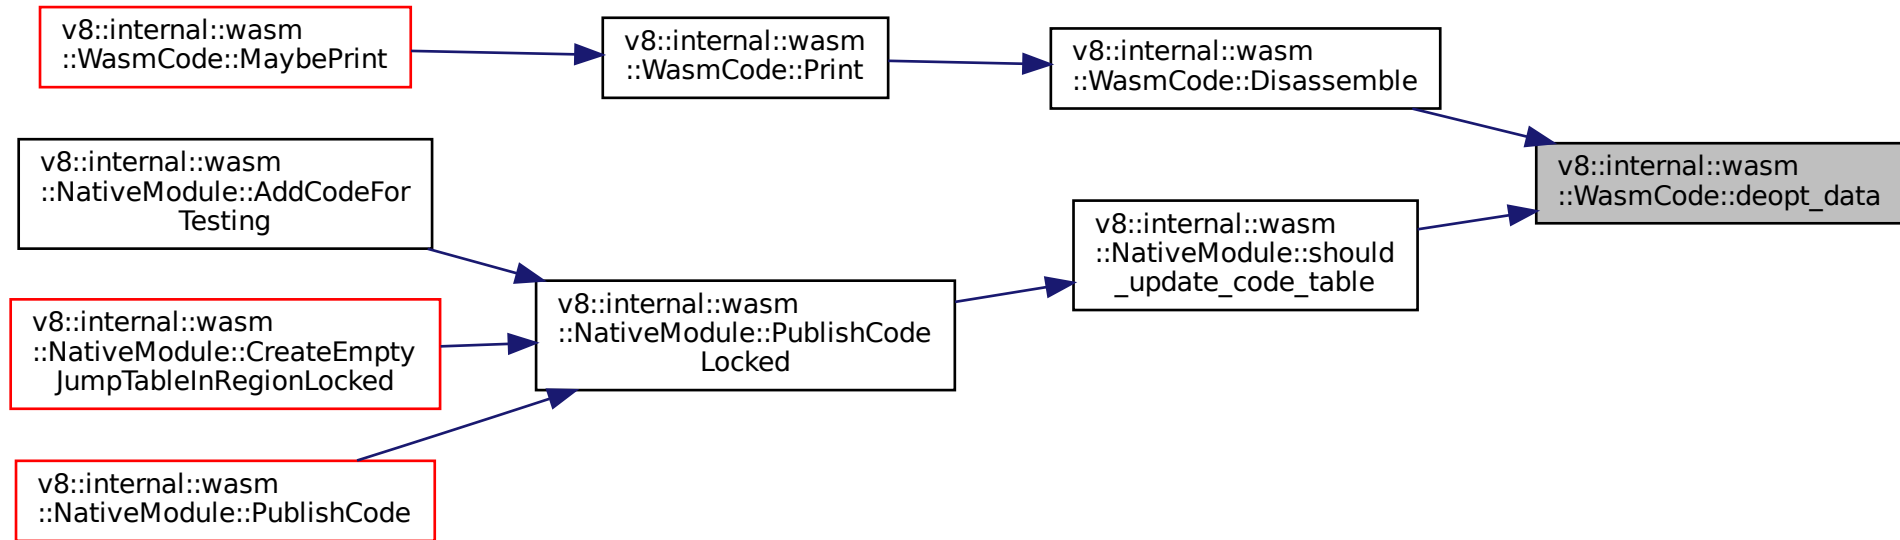 v8::internal::wasm
::WasmCode::MaybePrint
v8::internal::wasm
::WasmCode::Print
v8::internal::wasm
::WasmCode::Disassemble
v8::internal::wasm
::WasmCode::deopt_data
v8::internal::wasm
::NativeModule::AddCodeFor
Testing
v8::internal::wasm
::NativeModule::should
_update_code_table
v8::internal::wasm
::NativeModule::PublishCode
Locked
v8::internal::wasm
::NativeModule::CreateEmpty
JumpTableInRegionLocked
v8::internal::wasm
::NativeModule::PublishCode